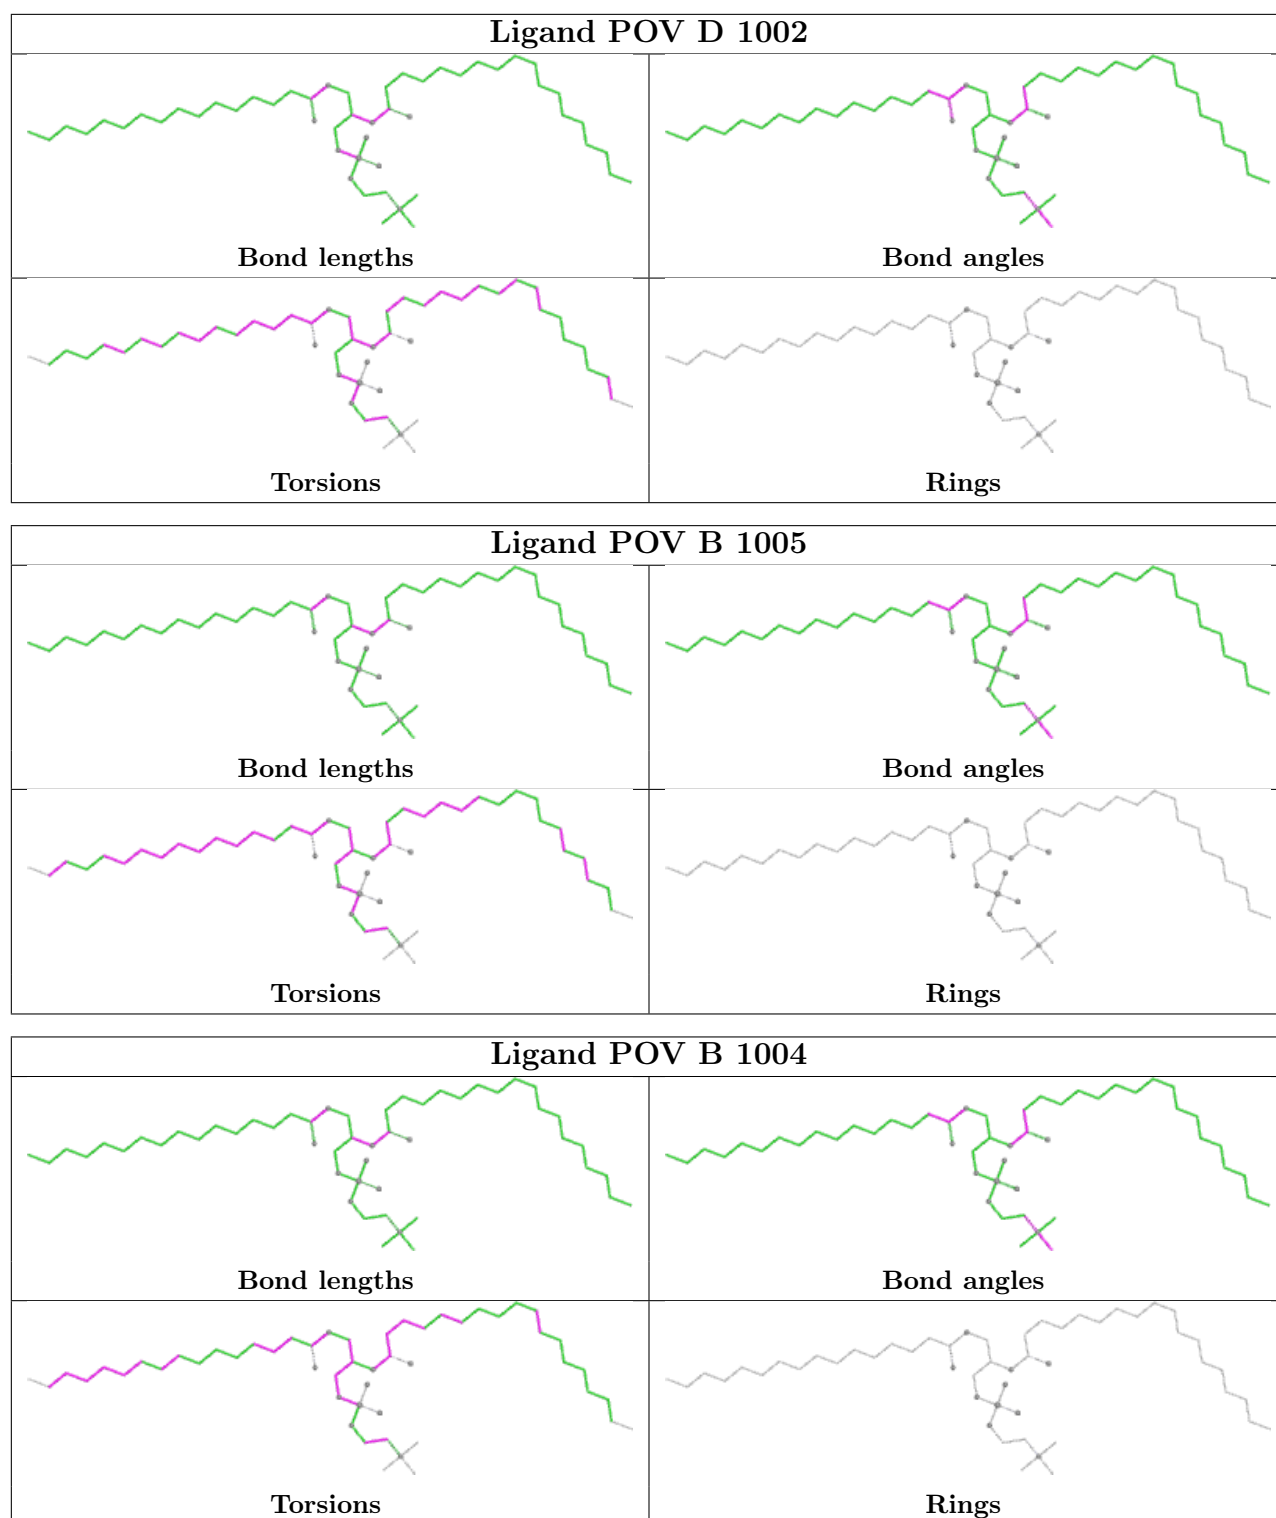 Ligand POV D 1002
Bond lengths
Bond angles
Torsions
Rings
Ligand POV B 1005
Bond lengths
Bond angles
Torsions
Rings
Ligand POV B 1004
Bond lengths
Bond angles
Torsions
Rings